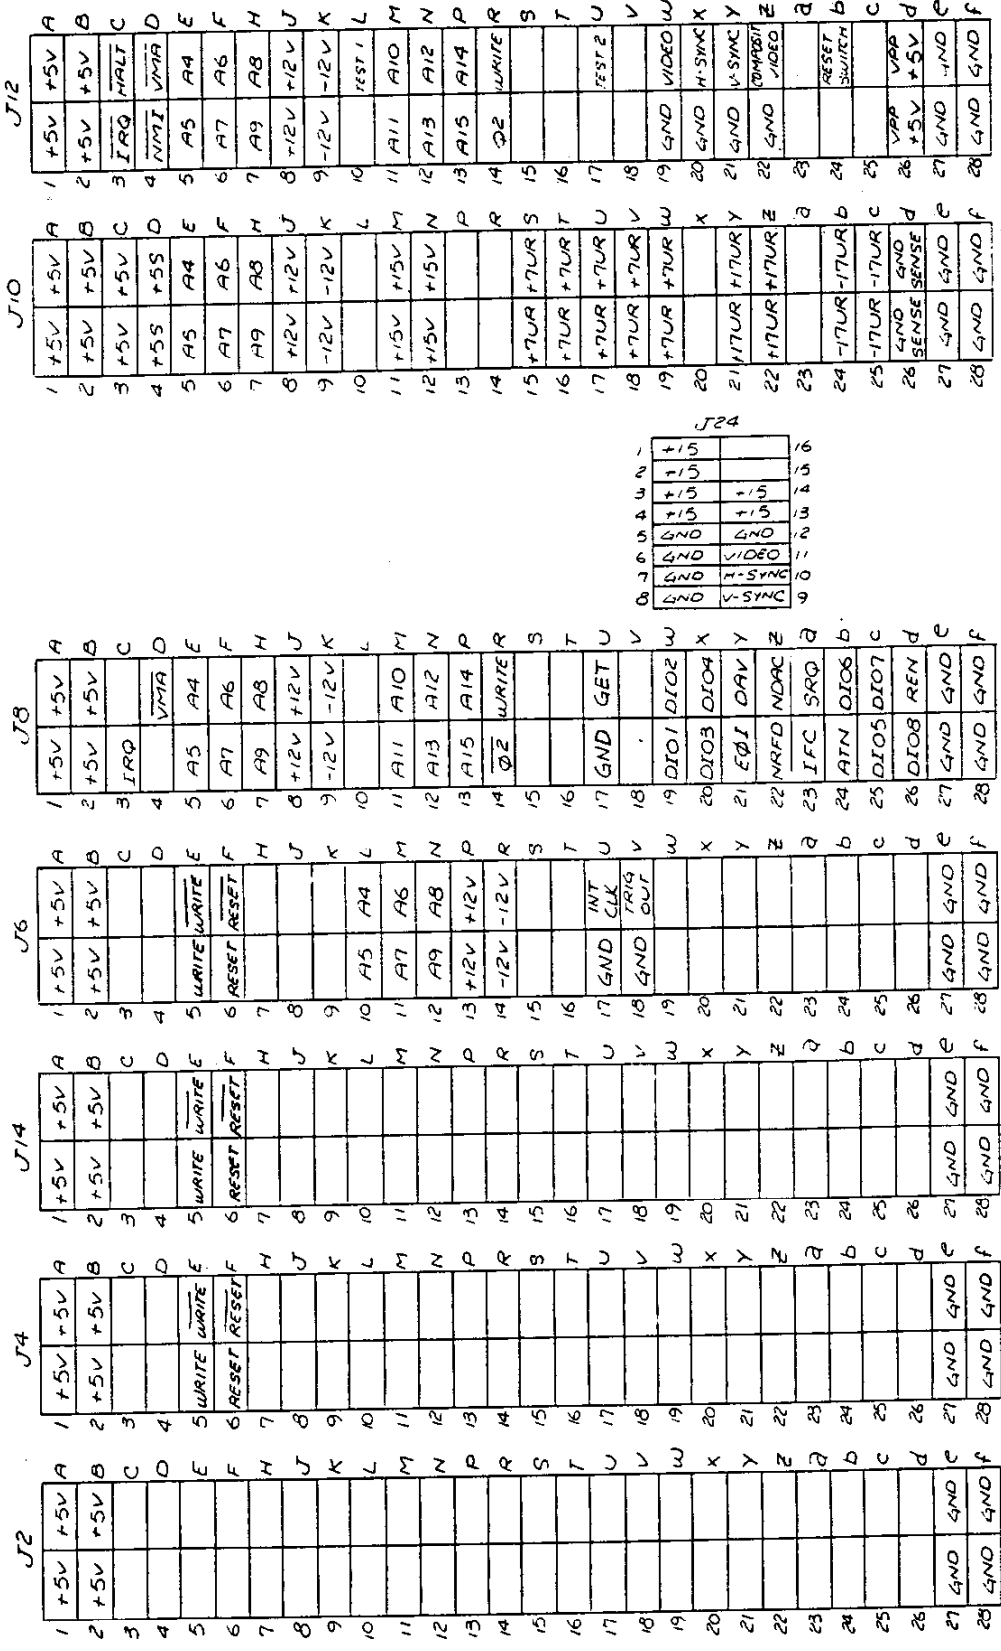 J2
1 +5V +5V A
2 +5V +5V B
3 C
4 D
5 E
6 F
7 H
8 J
9 K
10 L
11 M
12 N
13 P
14 R
15 S
16 T
17 U
18 V
19 W
20 X
21 Y
22 Z
23 a
24 b
25 c
26 d
27 GND GND e
28 GND GND f
J4
1 +5V +5V A
2 +5V +5V B
3 C
4 D
5 WRITE W̅R̅I̅T̅E̅ E
6 RESET R̅E̅S̅E̅T̅ F
7 H
8 J
9 K
10 L
11 M
12 N
13 P
14 R
15 S
16 T
17 U
18 V
19 W
20 X
21 Y
22 Z
23 a
24 b
25 c
26 d
27 GND GND e
28 GND GND f
J14
1 +5V +5V A
2 +5V +5V B
3 C
4 D
5 WRITE W̅R̅I̅T̅E̅ E
6 RESET R̅E̅S̅E̅T̅ F
7 H
8 J
9 K
10 L
11 M
12 N
13 P
14 R
15 S
16 T
17 U
18 V
19 W
20 X
21 Y
22 Z
23 a
24 b
25 c
26 d
27 GND GND e
28 GND GND f
J6
1 +5V +5V A
2 +5V +5V B
3 C
4 D
5 WRITE W̅R̅I̅T̅E̅ E
6 RESET R̅E̅S̅E̅T̅ F
7 H
8 J
9 K
10 A5 A4 L
11 A7 A6 M
12 A9 A8 N
13 +12V +12V P
14 -12V -12V R
15 S
16 T
17 GND INT CLK U
18 GND TRIG OUT V
19 W
20 X
21 Y
22 Z
23 a
24 b
25 c
26 d
27 GND GND e
28 GND GND f
J8
1 +5V +5V A
2 +5V +5V B
3 I̅R̅Q̅ C
4 V̅M̅A̅ D
5 A5 A4 E
6 A7 A6 F
7 A9 A8 H
8 +12V +12V J
9 -12V -12V K
10 L
11 A11 A10 M
12 A13 A12 N
13 A15 A14 P
14 Ø̅2̅ W̅R̅I̅T̅E̅ R
15 S
16 T
17 GND GET U
18 V
19 DIO1 DIO2 W
20 DIO3 DIO4 X
21 EØI DAV Y
22 NRFD NDAC Z
23 IFC SRQ a
24 ATN DIO6 b
25 DIO5 DIO7 c
26 DIO8 REN d
27 GND GND e
28 GND GND f
J24
1 +15 16
2 +15 15
3 +15 +15 14
4 +15 +15 13
5 GND GND 12
6 GND VIDEO 11
7 GND H-SYNC 10
8 GND V-SYNC 9
J10
1 +5V +5V A
2 +5V +5V B
3 +5V +5V C
4 +5S +5S D
5 A5 A4 E
6 A7 A6 F
7 A9 A8 H
8 +12V +12V J
9 -12V -12V K
10 L
11 +15V +15V M
12 +15V +15V N
13 P
14 R
15 +7UR +7UR S
16 +7UR +7UR T
17 +7UR +7UR U
18 +7UR +7UR V
19 +7UR +7UR W
20 X
21 +17UR +17UR Y
22 +17UR +17UR Z
23 a
24 -17UR -17UR b
25 -17UR -17UR c
26 GND SENSE GND SENSE d
27 GND GND e
28 GND GND f
J12
1 +5V +5V A
2 +5V +5V B
3 I̅R̅Q̅ H̅A̅L̅T̅ C
4 N̅M̅I̅ V̅M̅A̅ D
5 A5 A4 E
6 A7 A6 F
7 A9 A8 H
8 +12V +12V J
9 -12V -12V K
10 TEST 1 L
11 A11 A10 M
12 A13 A12 N
13 A15 A14 P
14 Ø2 WRITE R
15 S
16 T
17 TEST 2 U
18 V
19 GND VIDEO W
20 GND H-SYNC X
21 GND V-SYNC Y
22 GND COMPOSIT VIDEO Z
23 a
24 RESET SWITCH b
25 c
26 VPP +5V VPP +5V d
27 GND GND e
28 GND GND f